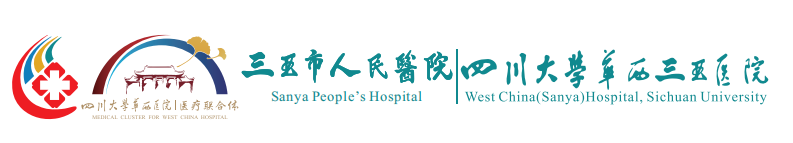 四川大學華西医院|医疗联合体
MEDICAL CLUSTER FOR WEST CHINA HOSPITAL
三亚市人民醫院
Sanya People's Hospital
四川大學華西三亚医院
West China(Sanya)Hospital, Sichuan University